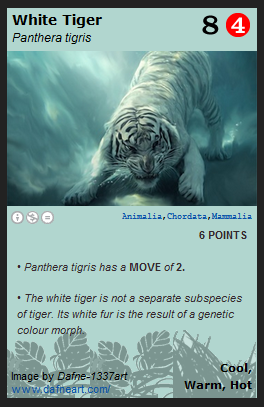 White Tiger
8 4
Panthera tigris
Animalia,Chordata,Mammalia
6 POINTS
• Panthera tigris has a MOVE of 2.
• The white tiger is not a separate subspecies
of tiger. Its white fur is the result of a genetic
colour morph.
Image by Dafne-1337art
www.dafneart.com/
Cool,
Warm, Hot